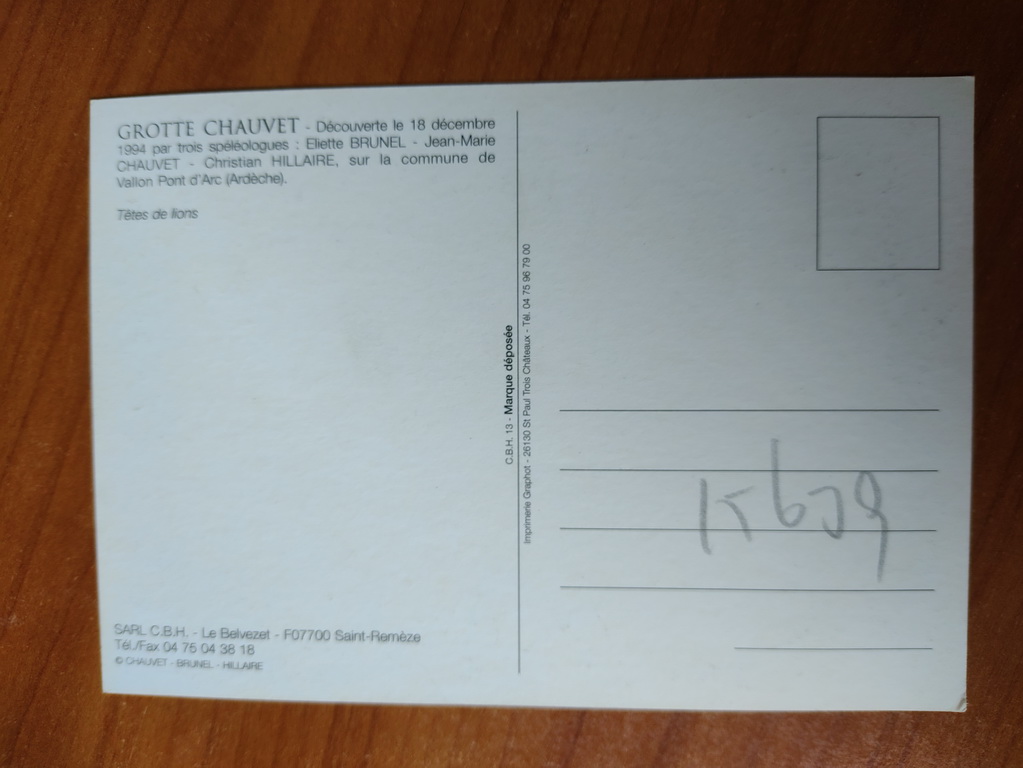 GROTTE CHAUVET - Découverte le 18 décembre
1994 par trois spéléologues : Eliette BRUNEL - Jean-Marie
CHAUVET - Christian HILLAIRE, sur la commune de
Vallon Pont d'Arc (Ardèche).
Têtes de lions
SARL C.B.H. - Le Belvezet - F07700 Saint-Remèze
Tél./Fax 04 75 04 38 18
© CHAUVET - BRUNEL - HILLAIRE
C.B.H. 13 - Marque déposée
Imprimerie Graphot - 26130 St Paul Trois Châteaux - Tél. 04 75 96 79 00